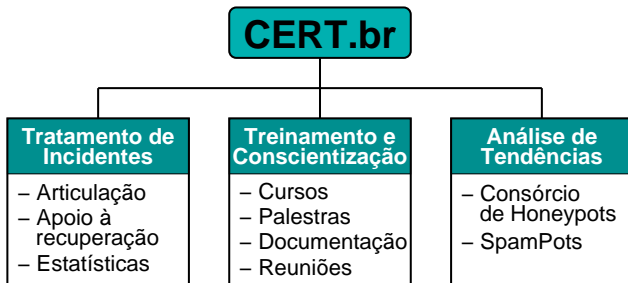 CERT.br
Tratamento de
Incidentes
– Articulação
– Apoio à
recuperação
– Estatísticas
Treinamento e
Conscientização
– Cursos
– Palestras
– Documentação
– Reuniões
Análise de
Tendências
– Consórcio
de Honeypots
– SpamPots